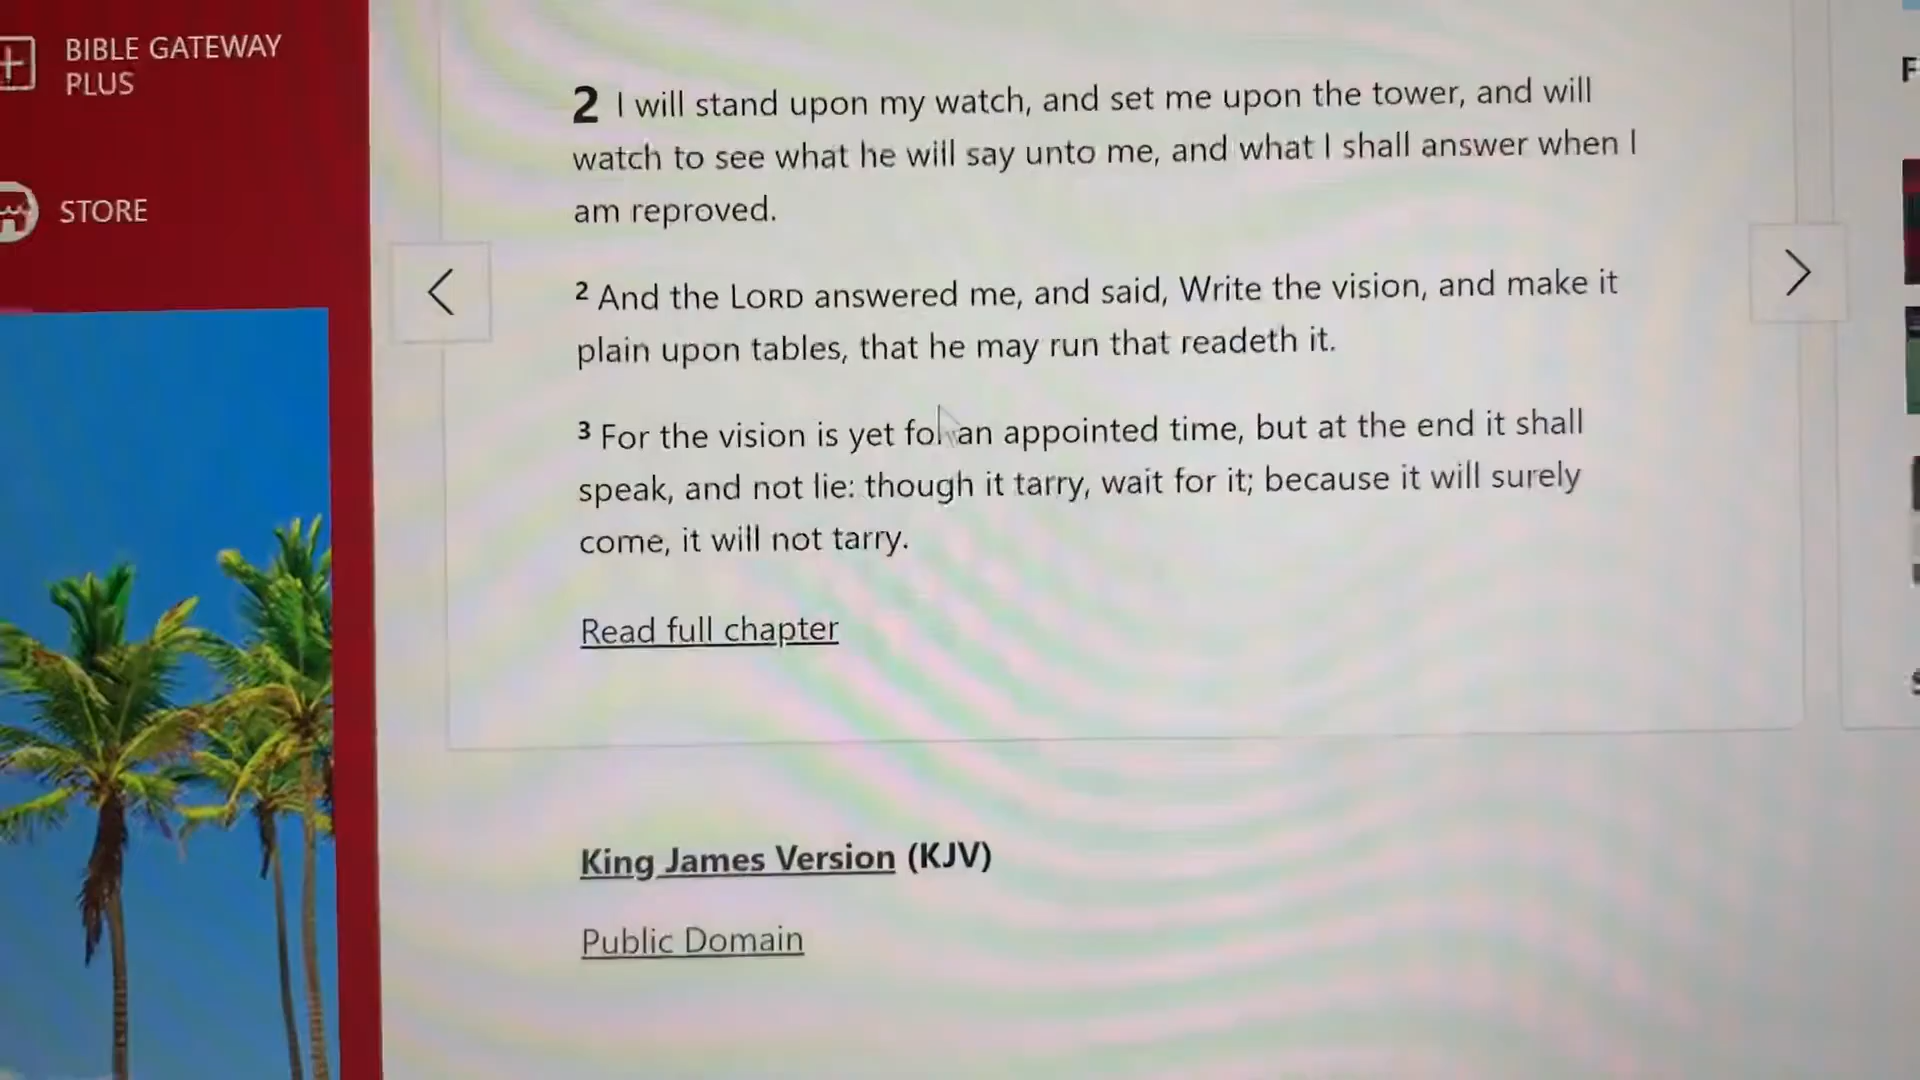 BIBLE GATEWAY
PLUS
STORE
2 I will stand upon my watch, and set me upon the tower, and will
watch to see what he will say unto me, and what I shall answer when I
am reproved.
2 And the LORD answered me, and said, Write the vision, and make it
plain upon tables, that he may run that readeth it.
3 For the vision is yet for an appointed time, but at the end it shall
speak, and not lie: though it tarry, wait for it; because it will surely
come, it will not tarry.
Read full chapter
King James Version (KJV)
Public Domain